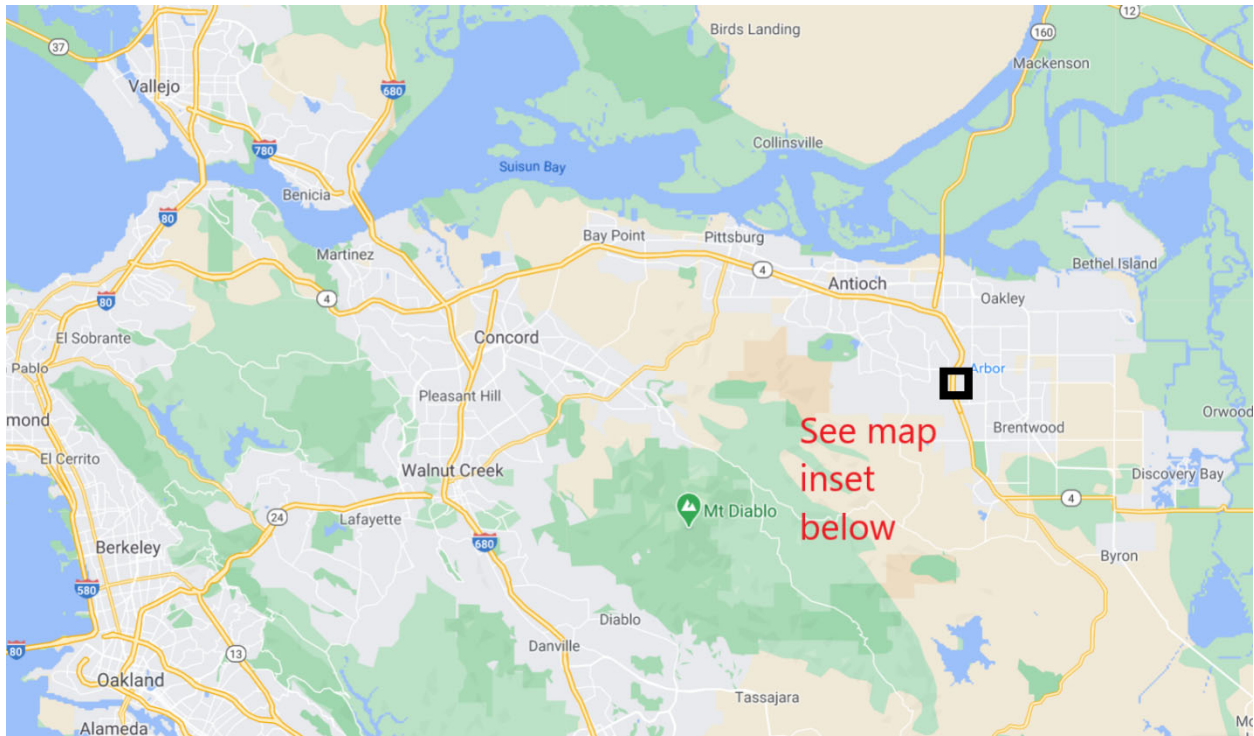 Birds Landing
12
37
160
Mackenson
Vallejo
680
Collinsville
780
Suisun Bay
Benicia
80
Bay Point
Pittsburg
Martinez
4
Bethel Island
Antioch
4
Oakley
80
El Sobrante
Concord
Pablo
Arbor
Pleasant Hill
Orwood
mond
Brentwood
See map
inset
below
El Cerrito
Walnut Creek
Discovery Bay
4
Mt Diablo
24
Lafayette
680
Berkeley
Byron
580
Diablo
Danville
80
13
Oakland
Tassajara
Alameda